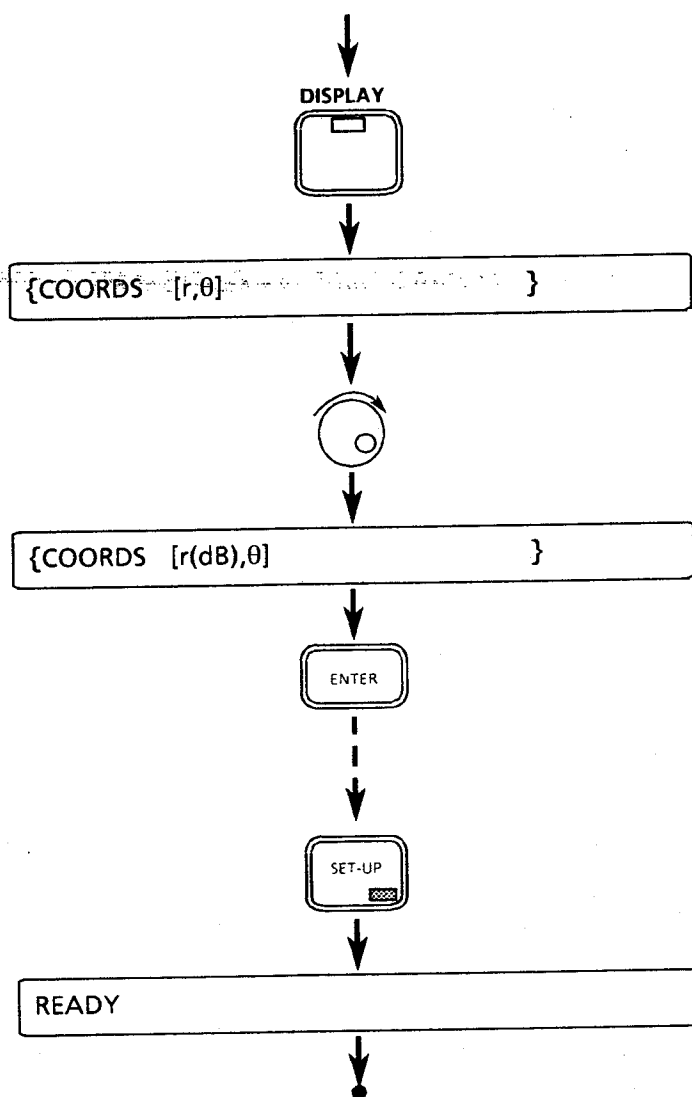 DISPLAY
{COORDS [r,θ] }
{COORDS [r(dB),θ] }
ENTER
SET-UP
READY